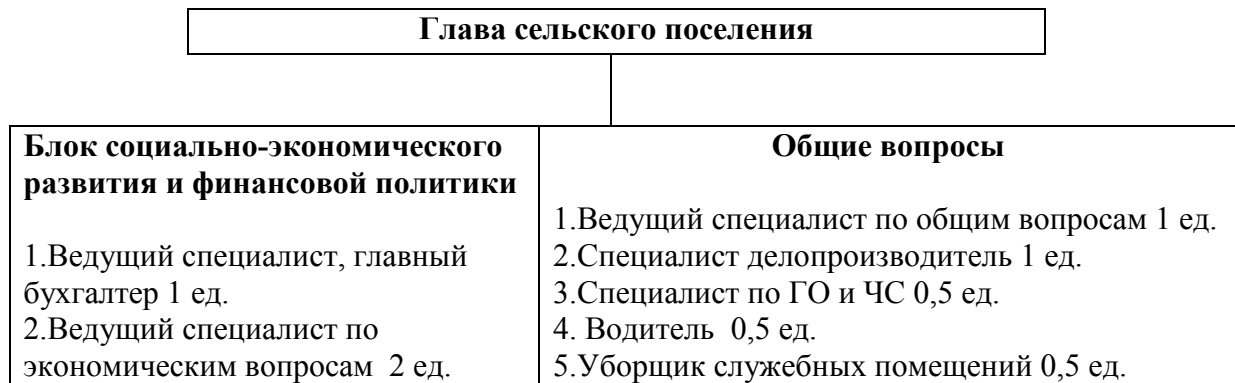 Глава сельского поселения
Блок социально-экономического
развития и финансовой политики
1.Ведущий специалист, главный
бухгалтер 1 ед.
2.Ведущий специалист по
экономическим вопросам  2 ед.
Общие вопросы
1.Ведущий специалист по общим вопросам 1 ед.
2.Специалист делопроизводитель 1 ед.
3.Специалист по ГО и ЧС 0,5 ед.
4. Водитель  0,5 ед.
5.Уборщик служебных помещений 0,5 ед.